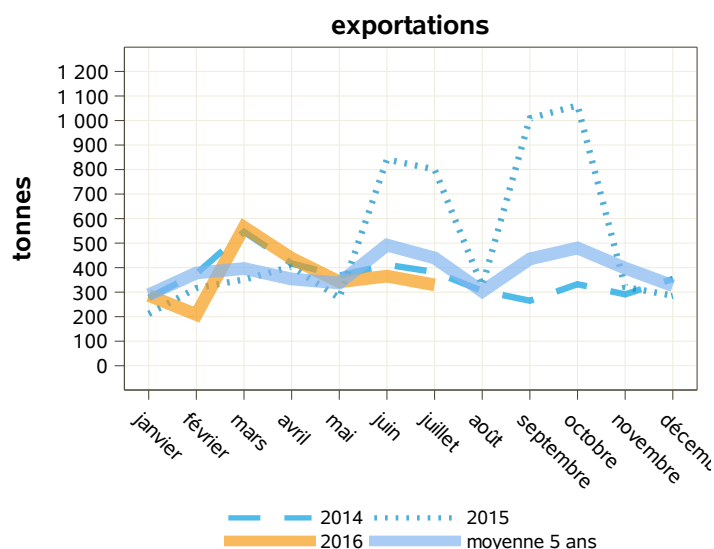 exportations
tonnes
1 200
1 100
1 000
900
800
700
600
500
400
300
200
100
0
janvier
février
mars
avril
mai
juin
juillet
août
septembre
octobre
novembre
décemb
2014
2015
2016
moyenne 5 ans